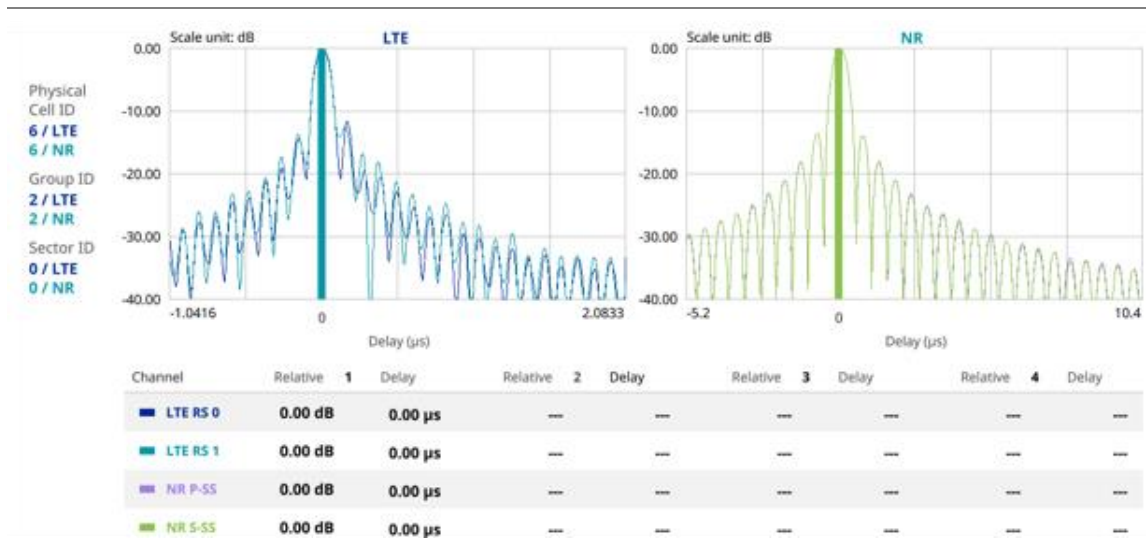 Scale unit: dB
LTE
0.00
-10.00
-20.00
-30.00
-40.00
-1.0416
0
2.0833
Delay (µs)
Scale unit: dB
NR
0.00
-10.00
-20.00
-30.00
-40.00
-5.2
0
10.4
Delay (µs)
Physical
Cell ID
6 / LTE
6 / NR
Group ID
2 / LTE
2 / NR
Sector ID
0 / LTE
0 / NR
Channel Relative 1 Delay Relative 2 Delay Relative 3 Delay Relative 4 Delay
LTE RS 0 0.00 dB 0.00 µs --- --- --- --- --- ---
LTE RS 1 0.00 dB 0.00 µs --- --- --- --- --- ---
NR P-SS 0.00 dB 0.00 µs --- --- --- --- --- ---
NR S-SS 0.00 dB 0.00 µs --- --- --- --- --- ---